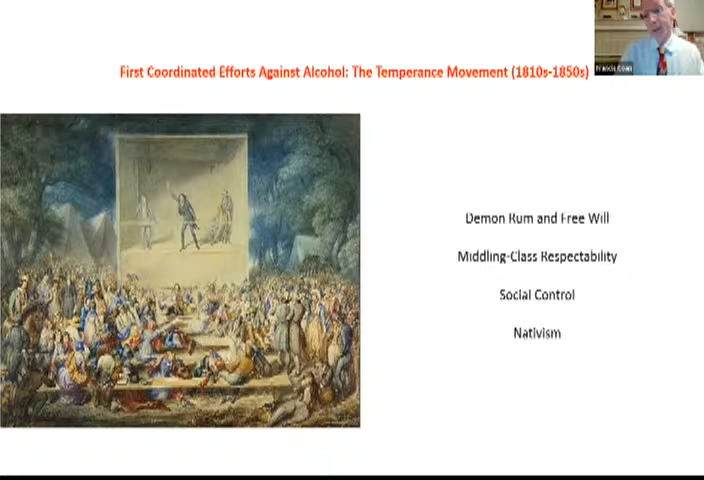 First Coordinated Efforts Against Alcohol: The Temperance Movement (1810s-1850s)
Demon Rum and Free Will
Middling-Class Respectability
Social Control
Nativism